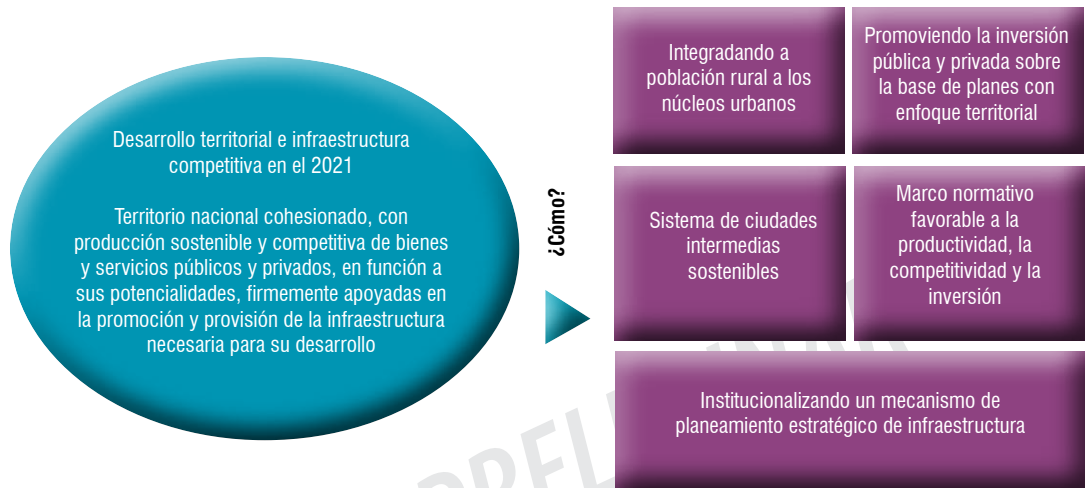 Desarrollo territorial e infraestructura
competitiva en el 2021
Territorio nacional cohesionado, con
producción sostenible y competitiva de bienes
y servicios públicos y privados, en función a
sus potencialidades, firmemente apoyadas en
la promoción y provisión de la infraestructura
necesaria para su desarrollo
¿Cómo?
Integradando a
población rural a los
núcleos urbanos
Promoviendo la inversión
pública y privada sobre
la base de planes con
enfoque territorial
Sistema de ciudades
intermedias
sostenibles
Marco normativo
favorable a la
productividad, la
competitividad y la
inversión
Institucionalizando un mecanismo de
planeamiento estratégico de infraestructura